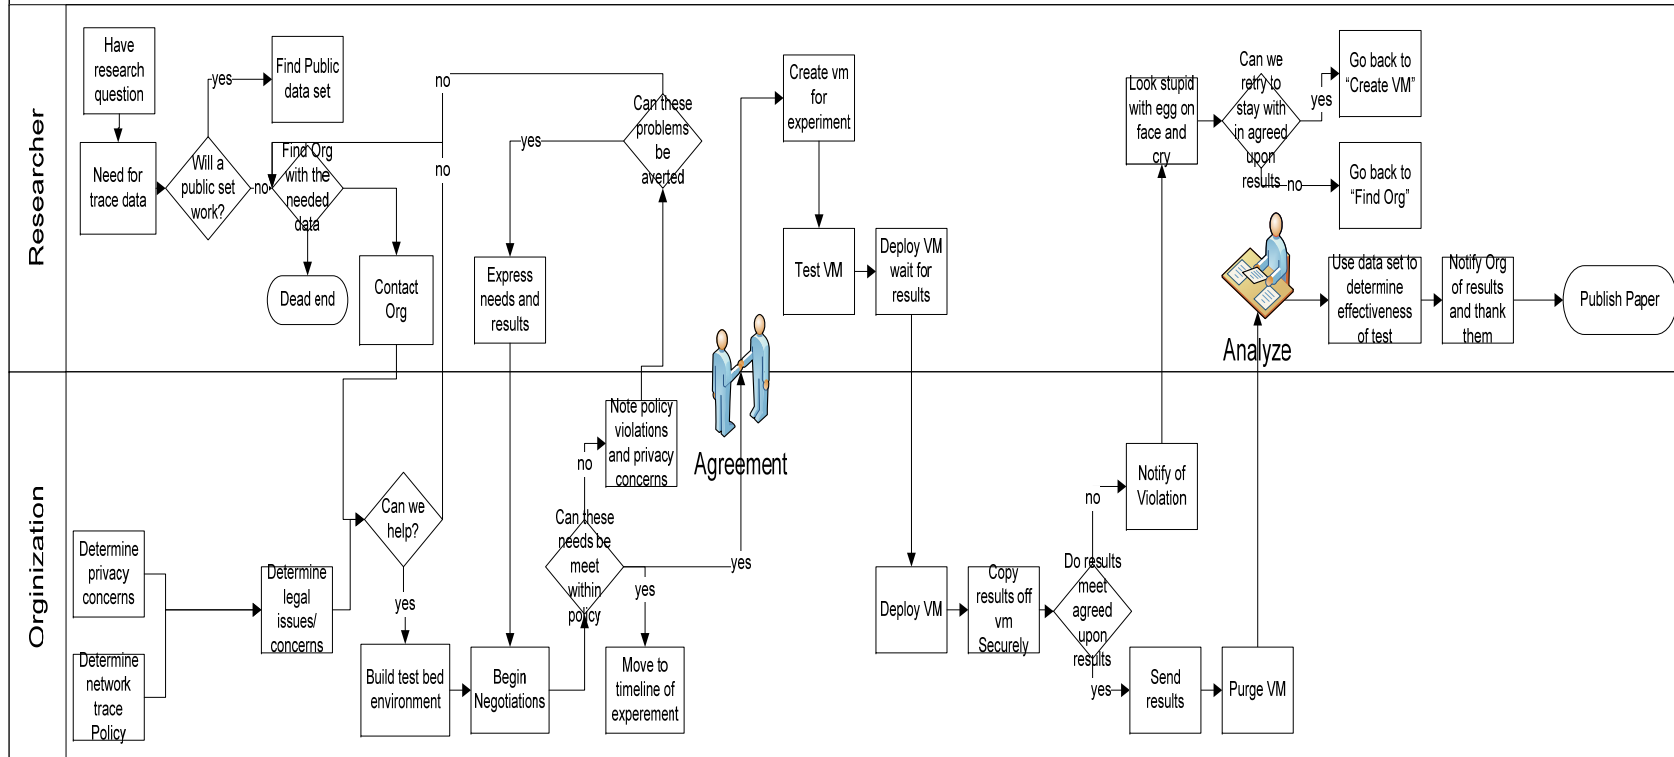 Researcher
Have
research
question
Need for
trace data
Will a
public set
work?
yes
Find Public
data set
no
Find Org
with the
needed
data
Dead end
Contact
Org
no
no
yes
Express
needs and
results
Can these
problems
be
averted
Create vm
for
experiment
Test VM
Deploy VM
wait for
results
Look stupid
with egg on
face and
cry
Can we
retry to
stay with
in agreed
upon
results
yes
Go back to
“Create VM”
no
Go back to
“Find Org”
Analyze
Use data set to
determine
effectiveness
of test
Notify Org
of results
and thank
them
Publish Paper
Orginization
Determine
privacy
concerns
Determine
network
trace
Policy
Determine
legal
issues/
concerns
Can we
help?
yes
Build test bed
environment
Begin
Negotiations
Can these
needs be
meet
within
policy
no
Note policy
violations
and privacy
concerns
yes
Move to
timeline of
experement
yes
Agreement
Deploy VM
Copy
results off
vm
Securely
Do results
meet
agreed
upon
results
no
Notify of
Violation
yes
Send
results
Purge VM